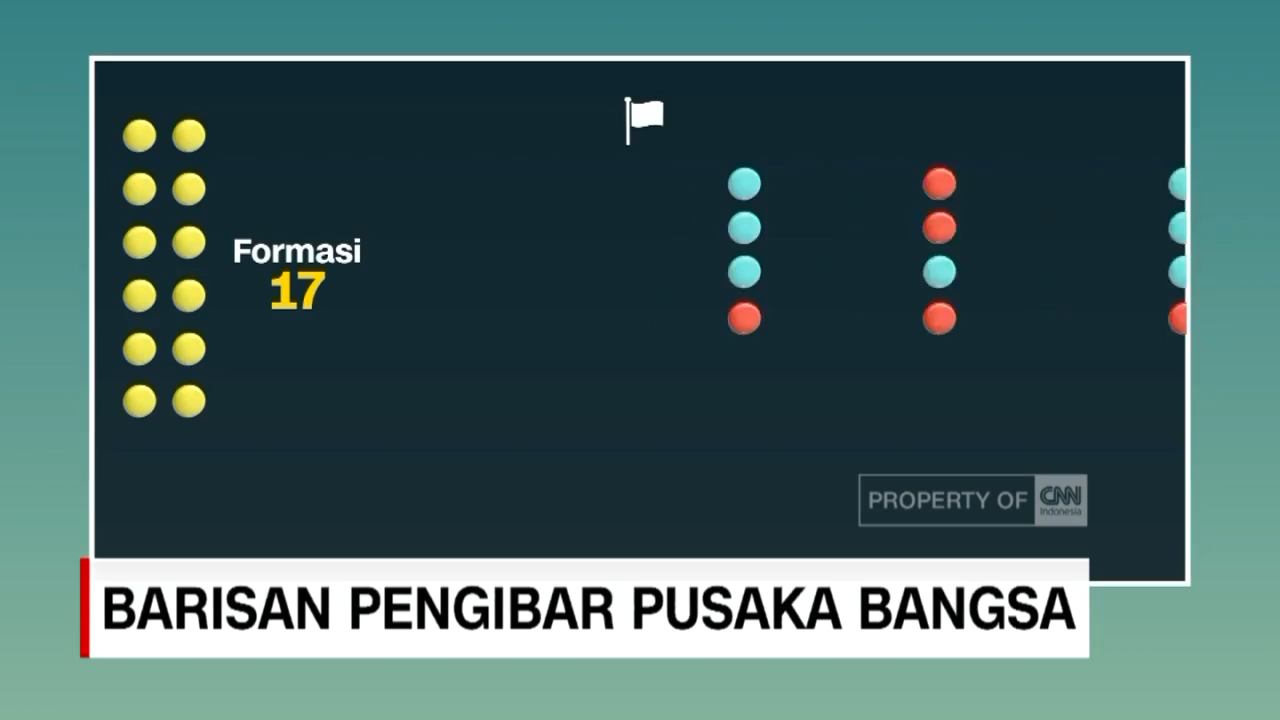 Formasi
17
PROPERTY OF CNN Indonesia
BARISAN PENGIBAR PUSAKA BANGSA